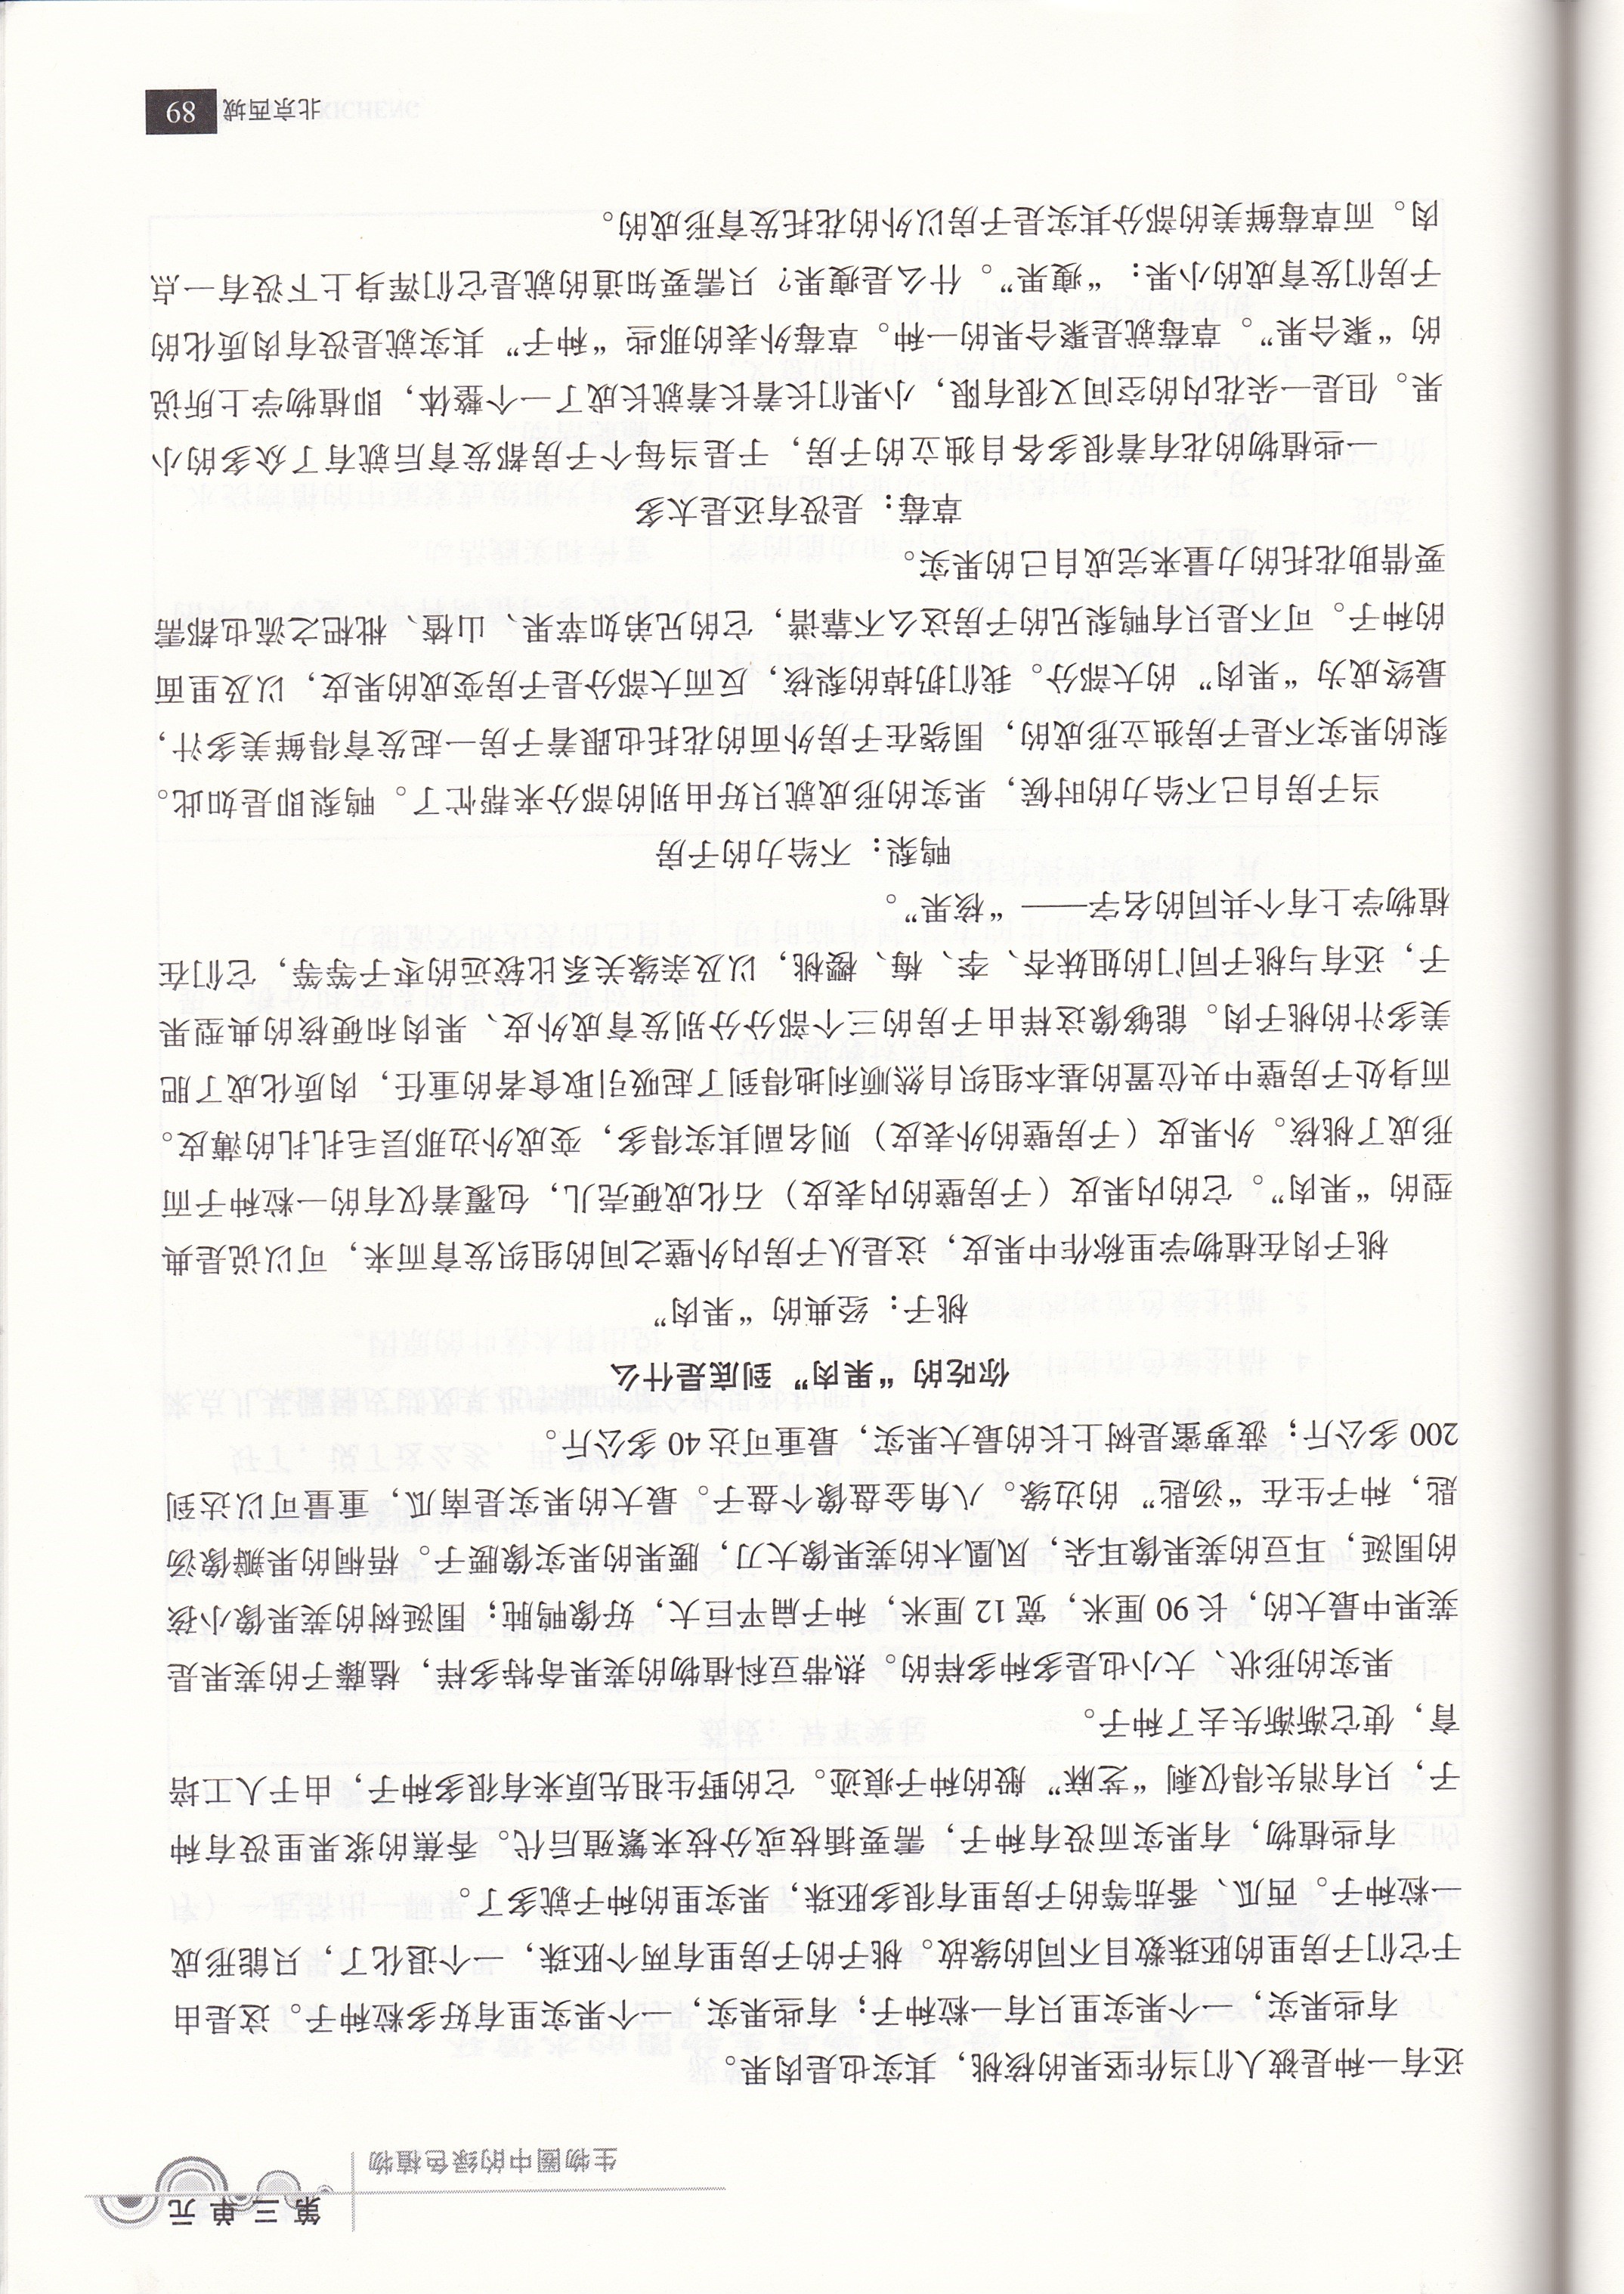 第三单元
生物圈中的绿色植物
还有一种是被人们当作坚果的核桃，其实也是肉果。
有些果实，一个果实里只有一粒种子；有些果实，一个果实里有好多粒种子。这是由
于它们子房里的胚珠数目不同的缘故。桃子的子房里有两个胚珠，一个退化了，只能形成
一粒种子。西瓜、番茄等的子房里有很多胚珠，果实里的种子就多了。
有些植物，有果实而没有种子，需要插枝或分枝来繁殖后代。香蕉的浆果里没有种
子，只有消失得仅剩“芝麻”般的种子痕迹。它的野生祖先原来有很多种子，由于人工培
育，使它渐渐失去了种子。
果实的形状、大小也是多种多样的。热带豆科植物的荚果奇特多样，榼藤子的荚果是
荚果中最大的，长 90 厘米，宽 12 厘米，种子扁平巨大，好像鸭肫；围涎树的荚果像小孩
的围涎，耳豆的荚果像耳朵，凤凰木的荚果像大刀，腰果的果实像腰子。梧桐的果瓣像汤
匙，种子生在“汤匙”的边缘。八角金盘像个盘子。最大的果实是南瓜，重量可以达到
200 多公斤；菠萝蜜是树上长的最大果实，最重可达 40 多公斤。
你吃的“果肉”到底是什么
桃子：经典的“果肉”
桃子肉在植物学里称作中果皮，这是从子房内外壁之间的组织发育而来，可以说是典
型的“果肉”。它的内果皮（子房壁的内表皮）石化成硬壳儿，包覆着仅有的一粒种子而
形成了桃核。外果皮（子房壁的外表皮）则名副其实得多，变成外边那层毛扎扎的薄皮。
而身处子房壁中央位置的基本组织自然顺利地得到了起吸引取食者的重任，肉质化成了肥
美多汁的桃子肉。能够像这样由子房的三个部分分别发育成外皮、果肉和硬核的典型果
子，还有与桃子同门的姐妹杏、李、梅、樱桃，以及亲缘关系比较远的枣子等等，它们在
植物学上有个共同的名字——“核果”。
鸭梨：不给力的子房
当子房自己不给力的时候，果实的形成就只好由别的部分来帮忙了。鸭梨即是如此。
梨的果实不是子房独立形成的，围绕在子房外面的花托也跟着子房一起发育得鲜美多汁，
最终成为“果肉”的大部分。我们扔掉的梨核，反而大部分是子房变成的果皮，以及里面
的种子。可不是只有鸭梨兄的子房这么不靠谱，它的兄弟如苹果、山楂、枇杷之流也都需
要借助花托的力量来完成自己的果实。
草莓：是没有还是太多
一些植物的花有着很多各自独立的子房，于是当每个子房都发育后就有了众多的小
果。但是一朵花内的空间又很有限，小果们长着长着就长成了一个整体，即植物学上所说
的“聚合果”。草莓就是聚合果的一种。草莓外表的那些“种子”其实就是没有肉质化的
子房们发育成的小果：“瘦果”。什么是瘦果？只需要知道的就是它们浑身上下没有一点
肉。而草莓鲜美的部分其实是子房以外的花托发育形成的。
北京西城 89